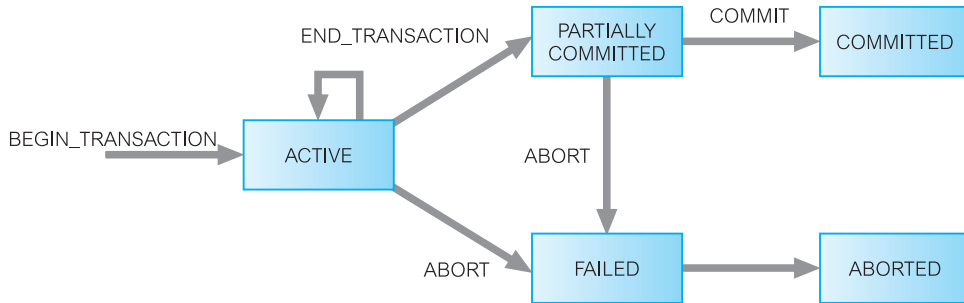 COMMIT
PARTIALLY
COMMITTED
COMMITTED
END_TRANSACTION
BEGIN_TRANSACTION
ACTIVE
ABORT
ABORT
FAILED
ABORTED